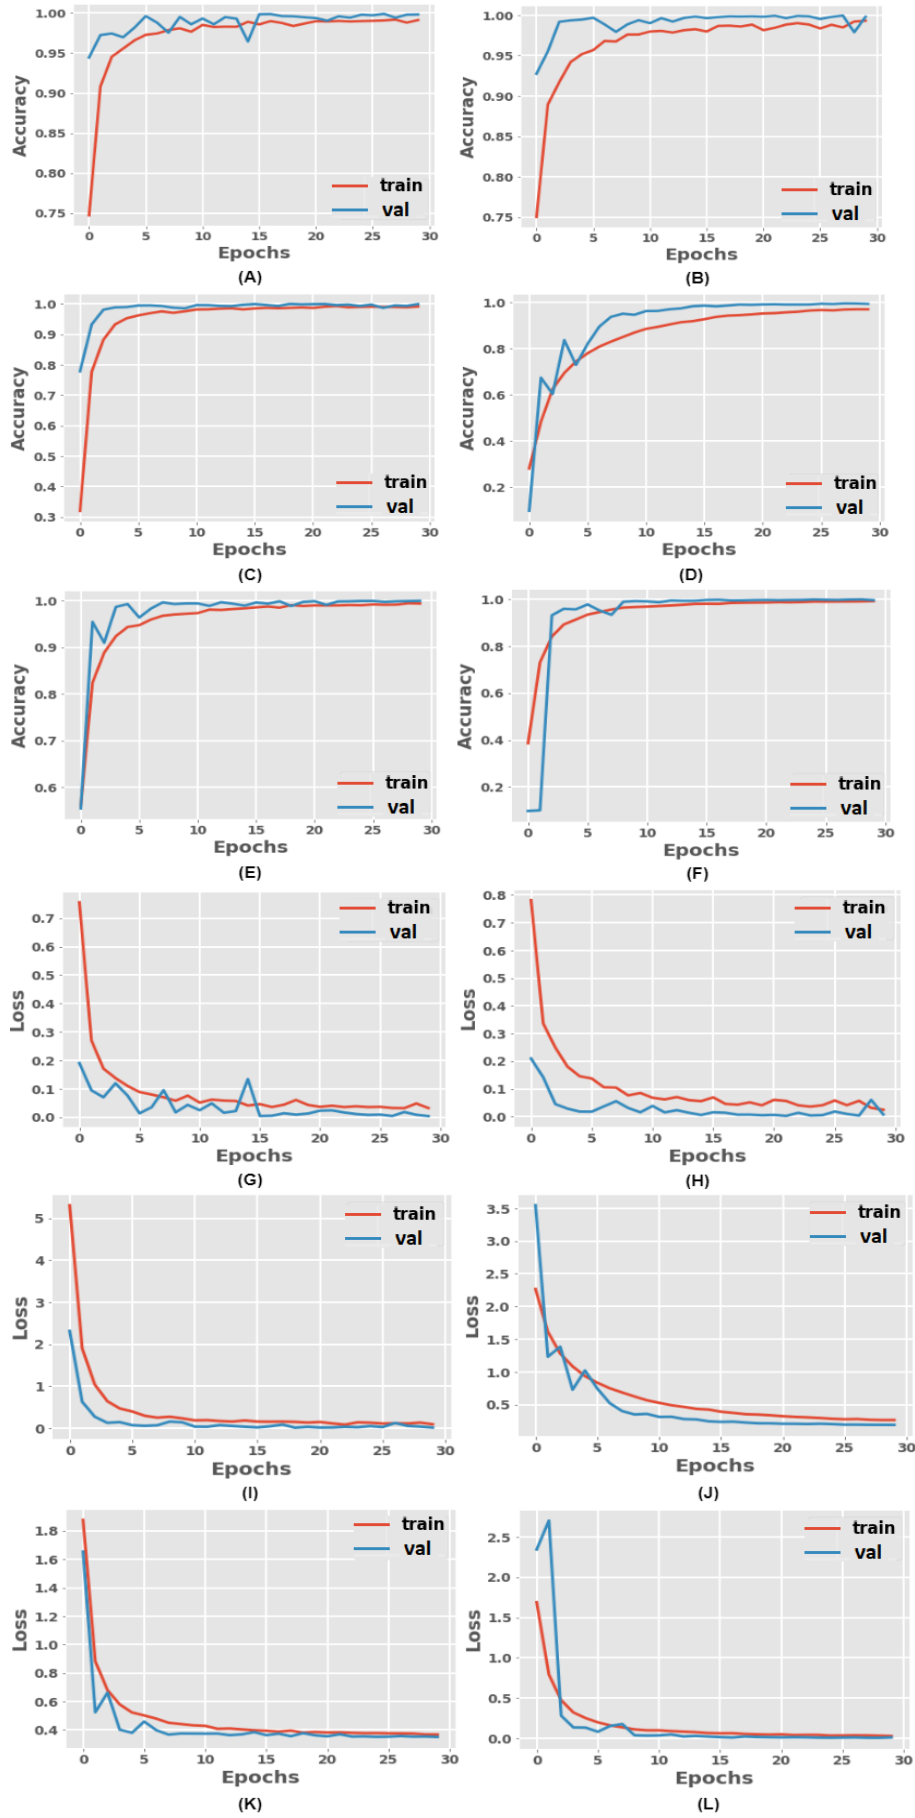 1.00
0.95
0.90
0.85
0.80
0.75
Accuracy
train
val
0 5 10 15 20 25 30
Epochs
(A)
1.00
0.95
0.90
0.85
0.80
0.75
Accuracy
train
val
0 5 10 15 20 25 30
Epochs
(B)
1.0
0.9
0.8
0.7
0.6
0.5
0.4
0.3
Accuracy
train
val
0 5 10 15 20 25 30
Epochs
(C)
1.0
0.8
0.6
0.4
0.2
Accuracy
train
val
0 5 10 15 20 25 30
Epochs
(D)
1.0
0.9
0.8
0.7
0.6
Accuracy
train
val
0 5 10 15 20 25 30
Epochs
(E)
1.0
0.8
0.6
0.4
0.2
Accuracy
train
val
0 5 10 15 20 25 30
Epochs
(F)
0.7
0.6
0.5
0.4
0.3
0.2
0.1
0.0
Loss
train
val
0 5 10 15 20 25 30
Epochs
(G)
0.8
0.7
0.6
0.5
0.4
0.3
0.2
0.1
0.0
Loss
train
val
0 5 10 15 20 25 30
Epochs
(H)
5
4
3
2
1
0
Loss
train
val
0 5 10 15 20 25 30
Epochs
(I)
3.5
3.0
2.5
2.0
1.5
1.0
0.5
Loss
train
val
0 5 10 15 20 25 30
Epochs
(J)
1.8
1.6
1.4
1.2
1.0
0.8
0.6
0.4
Loss
train
val
0 5 10 15 20 25 30
Epochs
(K)
2.5
2.0
1.5
1.0
0.5
0.0
Loss
train
val
0 5 10 15 20 25 30
Epochs
(L)